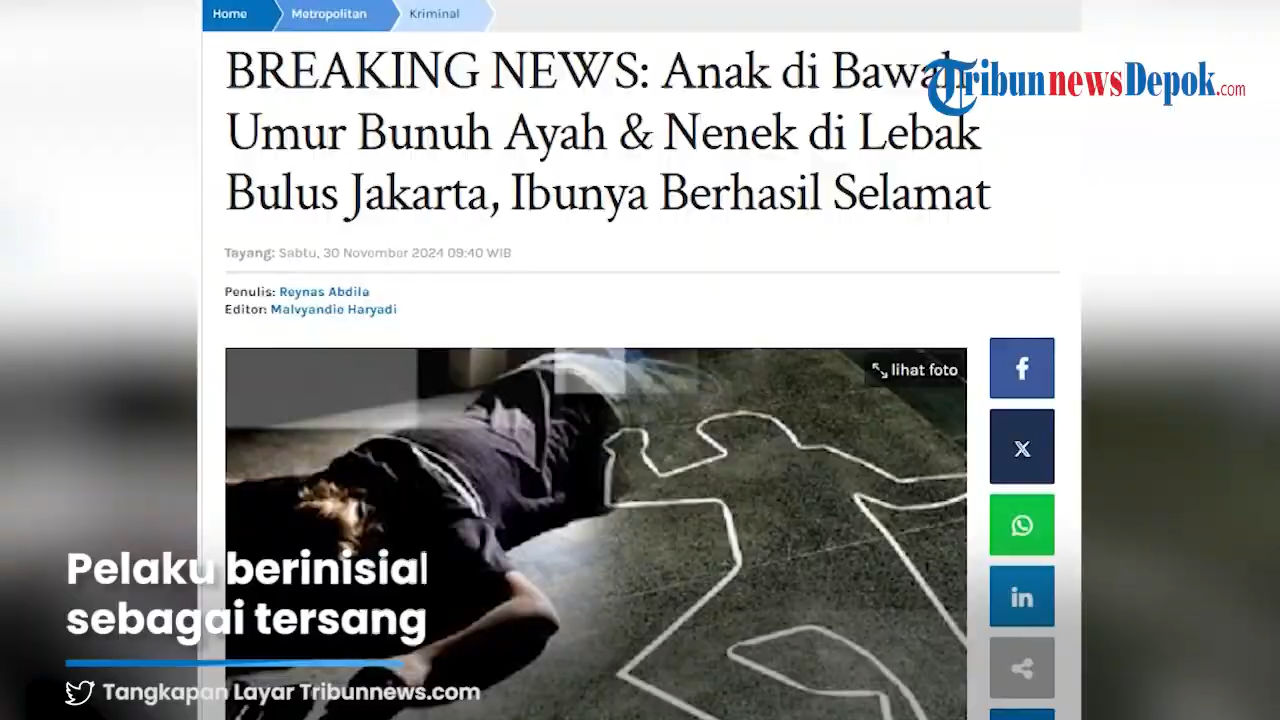 Home
Metropolitan
Kriminal
BREAKING NEWS: Anak di Bawah
TribunnewsDepok.com
Umur Bunuh Ayah & Nenek di Lebak
Bulus Jakarta, Ibunya Berhasil Selamat
Tayang: Sabtu, 30 November 2024 09:40 WIB
Penulis: Reynas Abdila
Editor: Malvyandie Haryadi
lihat foto
Pelaku berinisial
sebagai tersang
Tangkapan Layar Tribunnews.com